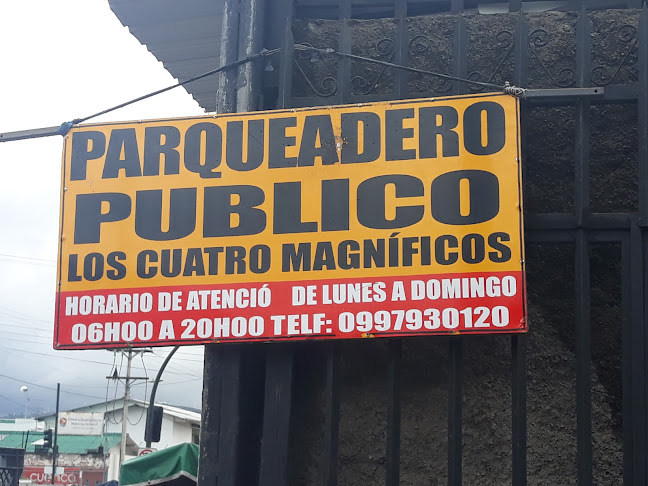 PARQUEADERO
PUBLICO
LOS CUATRO MAGNÍFICOS
HORARIO DE ATENCIÓ DE LUNES A DOMINGO
06H00 A 20H00 TELF: 0997930120